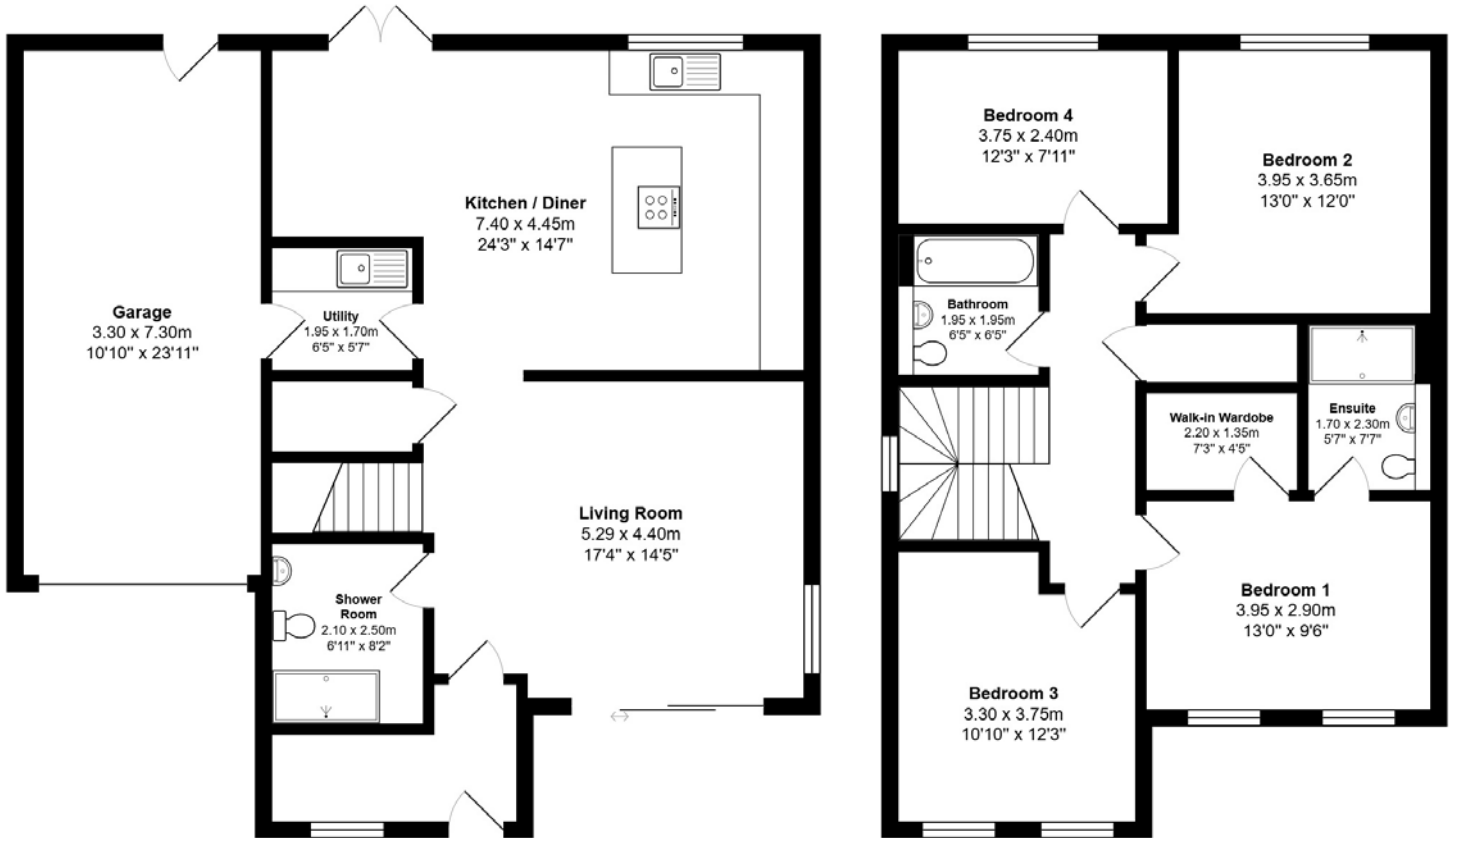 Garage
3.30 x 7.30m
10'10" x 23'11"
Kitchen / Diner
7.40 x 4.45m
24'3" x 14'7"
Utility
1.95 x 1.70m
6'5" x 5'7"
Living Room
5.29 x 4.40m
17'4" x 14'5"
Shower
Room
2.10 x 2.50m
6'11" x 8'2"
Bedroom 4
3.75 x 2.40m
12'3" x 7'11"
Bedroom 2
3.95 x 3.65m
13'0" x 12'0"
Bathroom
1.95 x 1.95m
6'5" x 6'5"
Walk-in Wardobe
2.20 x 1.35m
7'3" x 4'5"
Ensuite
1.70 x 2.30m
5'7" x 7'7"
Bedroom 1
3.95 x 2.90m
13'0" x 9'6"
Bedroom 3
3.30 x 3.75m
10'10" x 12'3"